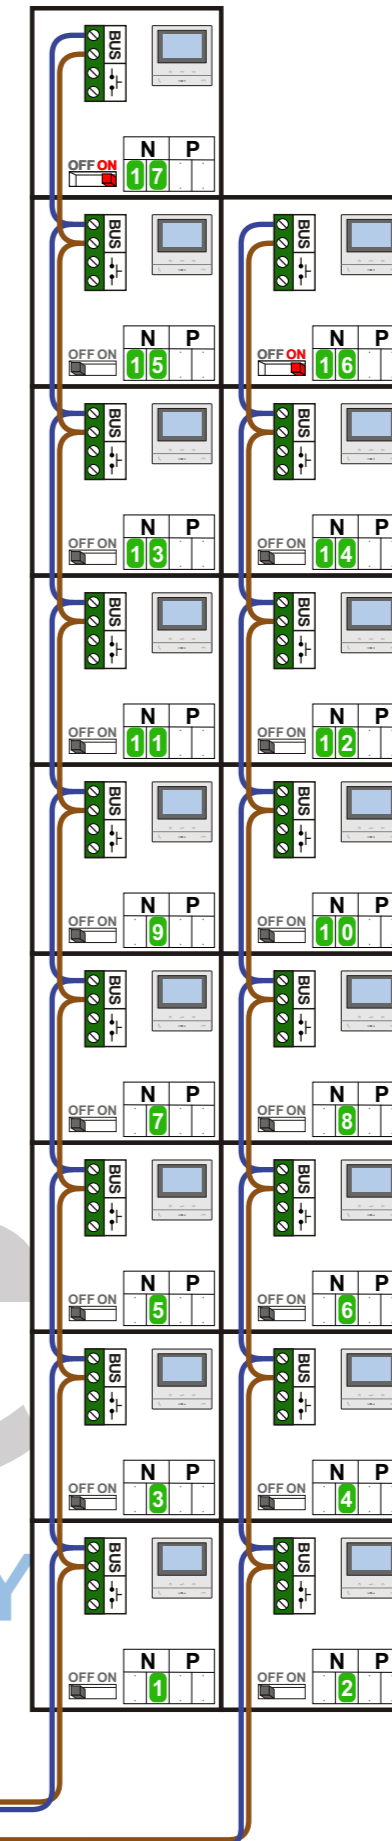 BUS
N P
OFF ON
17
BUS BUS
N P N P
OFF ON OFF ON
15 16
BUS BUS
N P N P
OFF ON OFF ON
13 14
BUS BUS
N P N P
OFF ON OFF ON
11 12
BUS BUS
N P N P
OFF ON OFF ON
9 10
BUS BUS
N P N P
OFF ON OFF ON
7 8
BUS BUS
N P N P
OFF ON OFF ON
5 6
BUS BUS
N P N P
OFF ON OFF ON
3 4
BUS BUS
N P N P
OFF ON OFF ON
1 2
Y